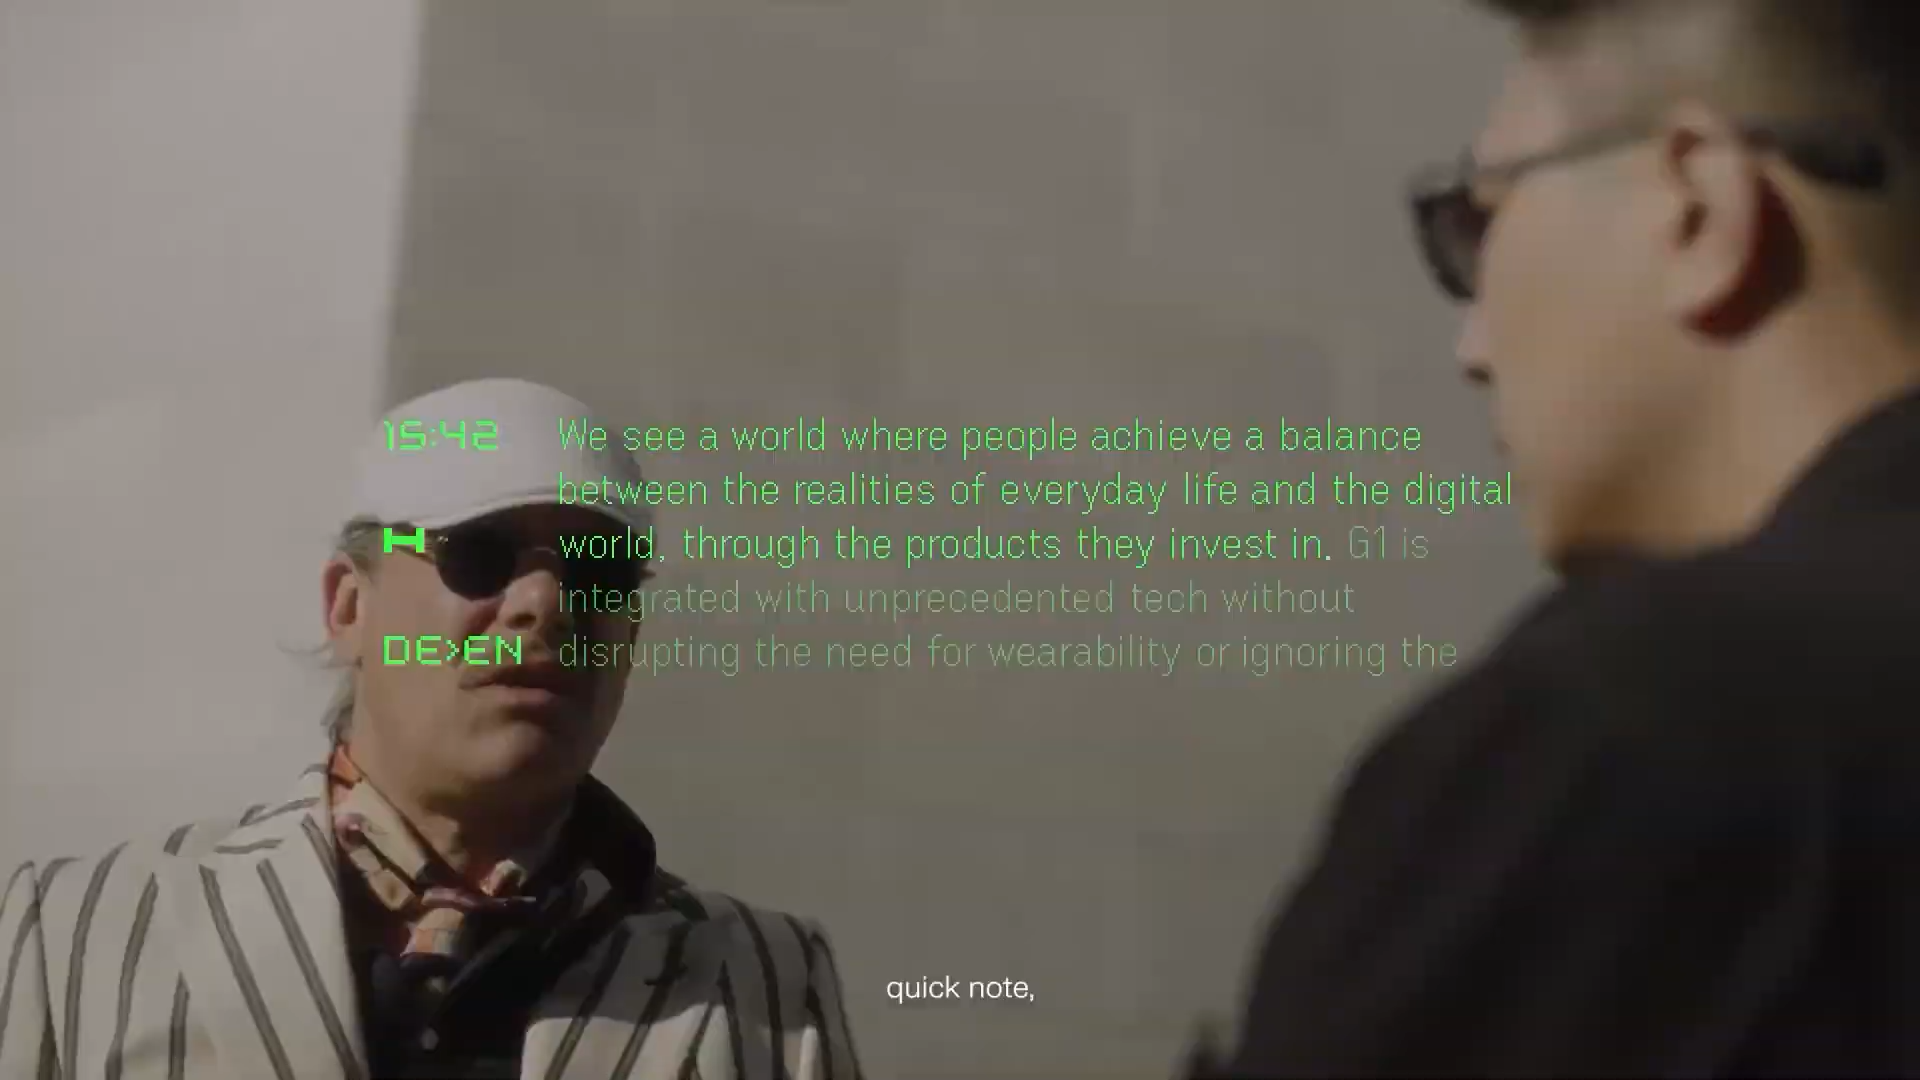 15:42
We see a world where people achieve a balance
between the realities of everyday life and the digital
world, through the products they invest in. G1 is
integrated with unprecedented tech without
DE>EN
disrupting the need for wearability or ignoring the
quick note,